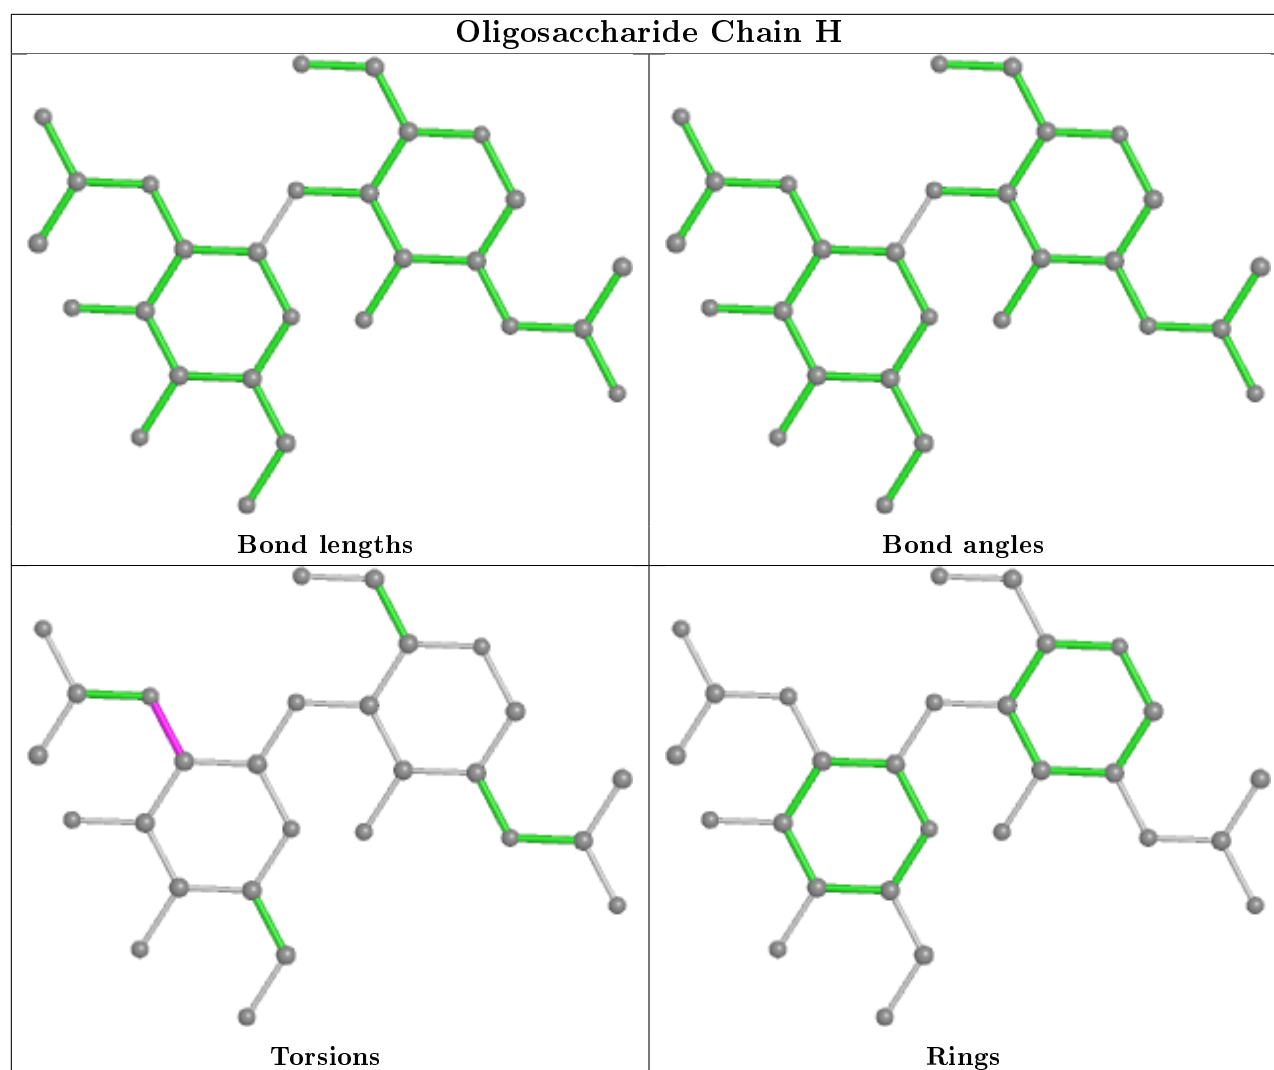 Oligosaccharide Chain H
Bond lengths
Bond angles
Torsions
Rings